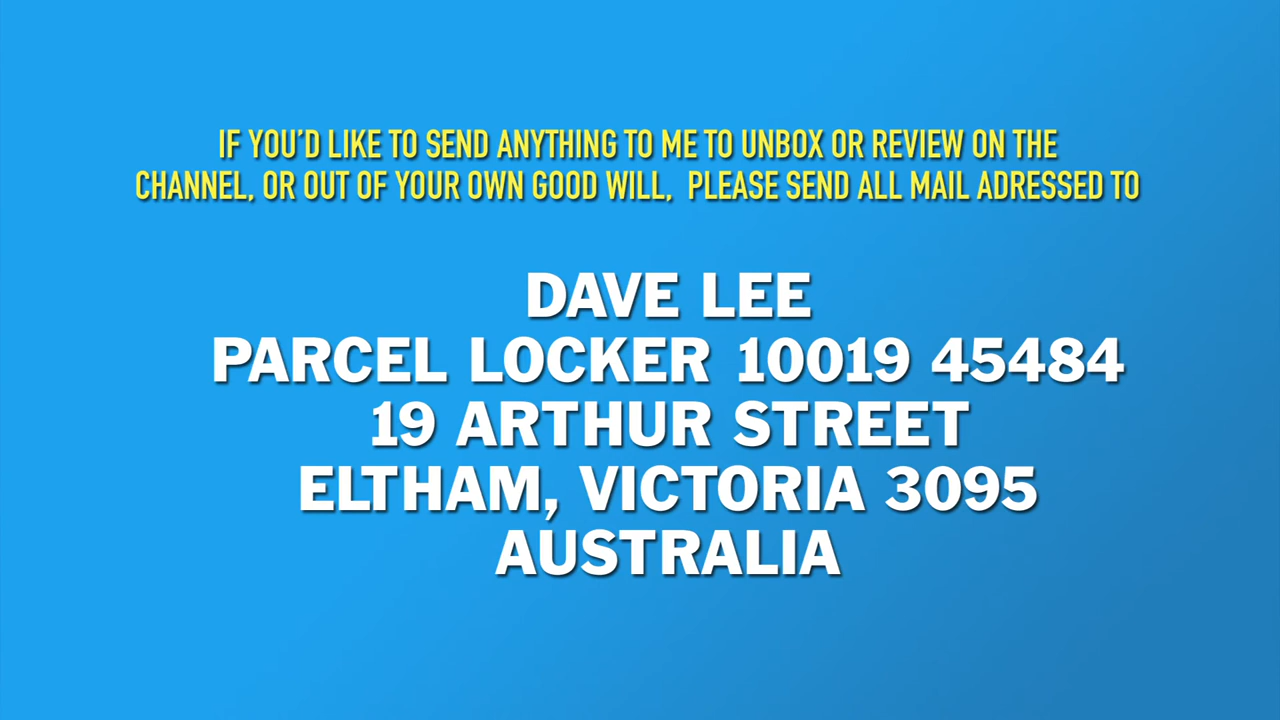 IF YOU'D LIKE TO SEND ANYTHING TO ME TO UNBOX OR REVIEW ON THE
CHANNEL, OR OUT OF YOUR OWN GOOD WILL, PLEASE SEND ALL MAIL ADRESSED TO
DAVE LEE
PARCEL LOCKER 10019 45484
19 ARTHUR STREET
ELTHAM, VICTORIA 3095
AUSTRALIA